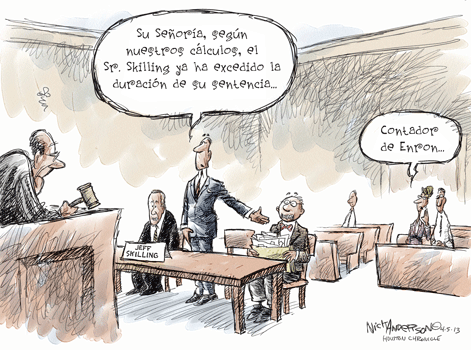 Su Señoría, según
nuestros cálculos, el
Sr. Skilling ya ha excedido la
duración de su sentencia...
Contador
de Enron...
JEFF
SKILLING
NICK ANDERSON 4-5-13
HOUSTON CHRONICLE